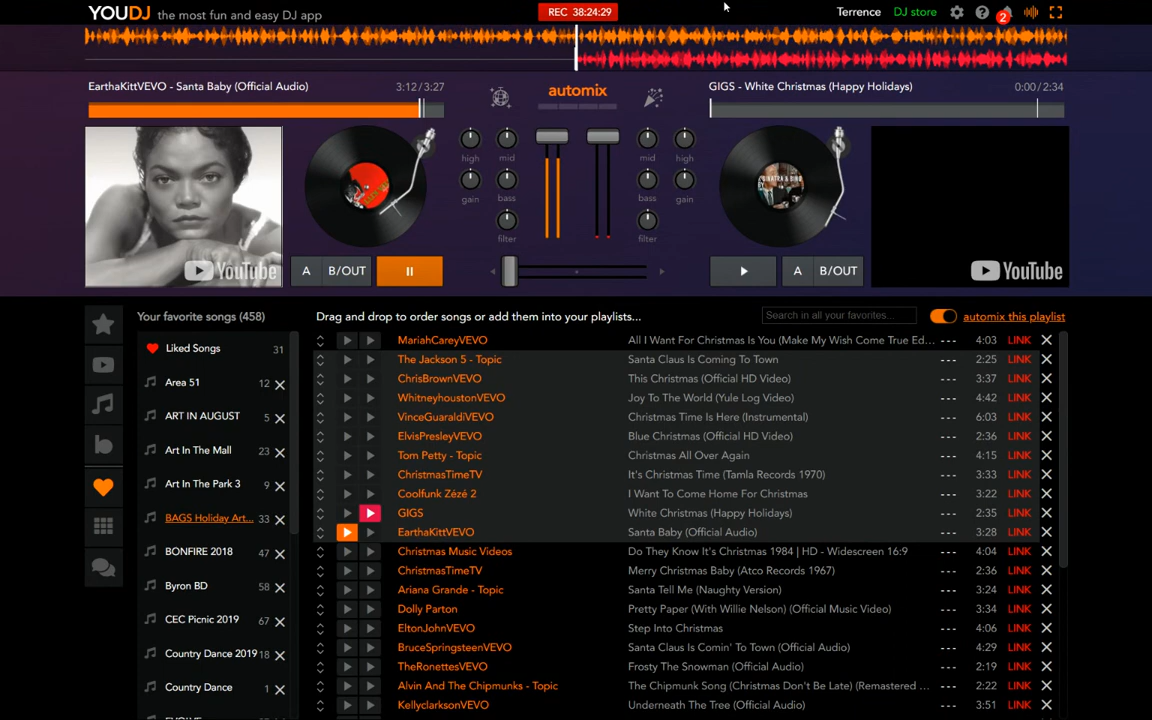 YOUDJ the most fun and easy DJ app
REC 38:24:29
Terrence DJ store 2
EarthaKittVEVO - Santa Baby (Official Audio) 3:12 / 3:27
automix
GIGS - White Christmas (Happy Holidays) 0:00 / 2:34
high mid mid high
gain bass bass gain
filter filter
YouTube A B/OUT A B/OUT YouTube
Your favorite songs (458)
Drag and drop to order songs or add them into your playlists...
Search in all your favorites...
automix this playlist
Liked Songs 31
Area 51 12
ART IN AUGUST 5
Art In The Mall 23
Art In The Park 3 9
BAGS Holiday Art... 33
BONFIRE 2018 47
Byron BD 58
CEC Picnic 2019 67
Country Dance 2019 18
Country Dance 1
MariahCareyVEVO All I Want For Christmas Is You (Make My Wish Come True Ed... --- 4:03 LINK
The Jackson 5 - Topic Santa Claus Is Coming To Town --- 2:25 LINK
ChrisBrownVEVO This Christmas (Official HD Video) --- 3:37 LINK
WhitneyhoustonVEVO Joy To The World (Yule Log Video) --- 4:42 LINK
VinceGuaraldiVEVO Christmas Time Is Here (Instrumental) --- 6:03 LINK
ElvisPresleyVEVO Blue Christmas (Official HD Video) --- 2:36 LINK
Tom Petty - Topic Christmas All Over Again --- 4:15 LINK
ChristmasTimeTV It's Christmas Time (Tamla Records 1970) --- 3:33 LINK
Coolfunk Zézé 2 I Want To Come Home For Christmas --- 3:22 LINK
GIGS White Christmas (Happy Holidays) --- 2:35 LINK
EarthaKittVEVO Santa Baby (Official Audio) --- 3:28 LINK
Christmas Music Videos Do They Know It's Christmas 1984 | HD - Widescreen 16:9 --- 4:04 LINK
ChristmasTimeTV Merry Christmas Baby (Atco Records 1967) --- 2:36 LINK
Ariana Grande - Topic Santa Tell Me (Naughty Version) --- 3:24 LINK
Dolly Parton Pretty Paper (With Willie Nelson) (Official Music Video) --- 3:34 LINK
EltonJohnVEVO Step Into Christmas --- 4:06 LINK
BruceSpringsteenVEVO Santa Claus Is Comin' To Town (Official Audio) --- 4:29 LINK
TheRonettesVEVO Frosty The Snowman (Official Audio) --- 2:19 LINK
Alvin And The Chipmunks - Topic The Chipmunk Song (Christmas Don't Be Late) (Remastered ... --- 2:22 LINK
KellyclarksonVEVO Underneath The Tree (Official Audio) --- 3:51 LINK